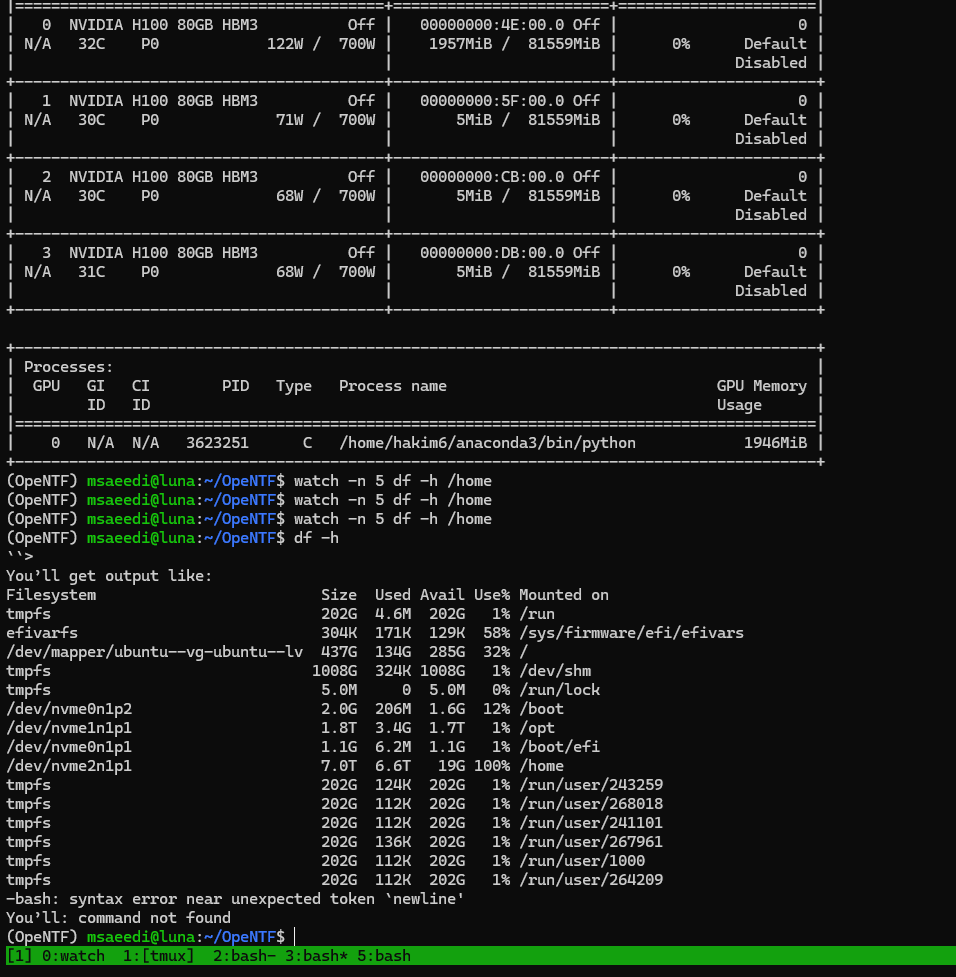 |=========================================+========================+======================|
|   0  NVIDIA H100 80GB HBM3          Off |   00000000:4E:00.0 Off |                    0 |
| N/A   32C    P0            122W /  700W |    1957MiB /  81559MiB |      0%      Default |
|                                         |                        |             Disabled |
+-----------------------------------------+------------------------+----------------------+
|   1  NVIDIA H100 80GB HBM3          Off |   00000000:5F:00.0 Off |                    0 |
| N/A   30C    P0             71W /  700W |       5MiB /  81559MiB |      0%      Default |
|                                         |                        |             Disabled |
+-----------------------------------------+------------------------+----------------------+
|   2  NVIDIA H100 80GB HBM3          Off |   00000000:CB:00.0 Off |                    0 |
| N/A   30C    P0             68W /  700W |       5MiB /  81559MiB |      0%      Default |
|                                         |                        |             Disabled |
+-----------------------------------------+------------------------+----------------------+
|   3  NVIDIA H100 80GB HBM3          Off |   00000000:DB:00.0 Off |                    0 |
| N/A   31C    P0             68W /  700W |       5MiB /  81559MiB |      0%      Default |
|                                         |                        |             Disabled |
+-----------------------------------------+------------------------+----------------------+
+-----------------------------------------------------------------------------------------+
| Processes:                                                                              |
|  GPU   GI   CI        PID   Type   Process name                              GPU Memory |
|        ID   ID                                                               Usage      |
|=========================================================================================|
|    0   N/A  N/A   3623251      C   /home/hakim6/anaconda3/bin/python            1946MiB |
+-----------------------------------------------------------------------------------------+
(OpeNTF) msaeedi@luna:~/OpeNTF$ watch -n 5 df -h /home
(OpeNTF) msaeedi@luna:~/OpeNTF$ watch -n 5 df -h /home
(OpeNTF) msaeedi@luna:~/OpeNTF$ watch -n 5 df -h /home
(OpeNTF) msaeedi@luna:~/OpeNTF$ df -h
``>
You’ll get output like:
Filesystem                         Size  Used Avail Use% Mounted on
tmpfs                              202G  4.6M  202G   1% /run
efivarfs                           304K  171K  129K  58% /sys/firmware/efi/efivars
/dev/mapper/ubuntu--vg-ubuntu--lv  437G  134G  285G  32% /
tmpfs                             1008G  324K 1008G   1% /dev/shm
tmpfs                              5.0M     0  5.0M   0% /run/lock
/dev/nvme0n1p2                     2.0G  206M  1.6G  12% /boot
/dev/nvme1n1p1                     1.8T  3.4G  1.7T   1% /opt
/dev/nvme0n1p1                     1.1G  6.2M  1.1G   1% /boot/efi
/dev/nvme2n1p1                     7.0T  6.6T   19G 100% /home
tmpfs                              202G  124K  202G   1% /run/user/243259
tmpfs                              202G  112K  202G   1% /run/user/268018
tmpfs                              202G  112K  202G   1% /run/user/241101
tmpfs                              202G  136K  202G   1% /run/user/267961
tmpfs                              202G  112K  202G   1% /run/user/1000
tmpfs                              202G  112K  202G   1% /run/user/264209
-bash: syntax error near unexpected token `newline'
You’ll: command not found
(OpeNTF) msaeedi@luna:~/OpeNTF$
[1] 0:watch  1:[tmux]  2:bash- 3:bash* 5:bash